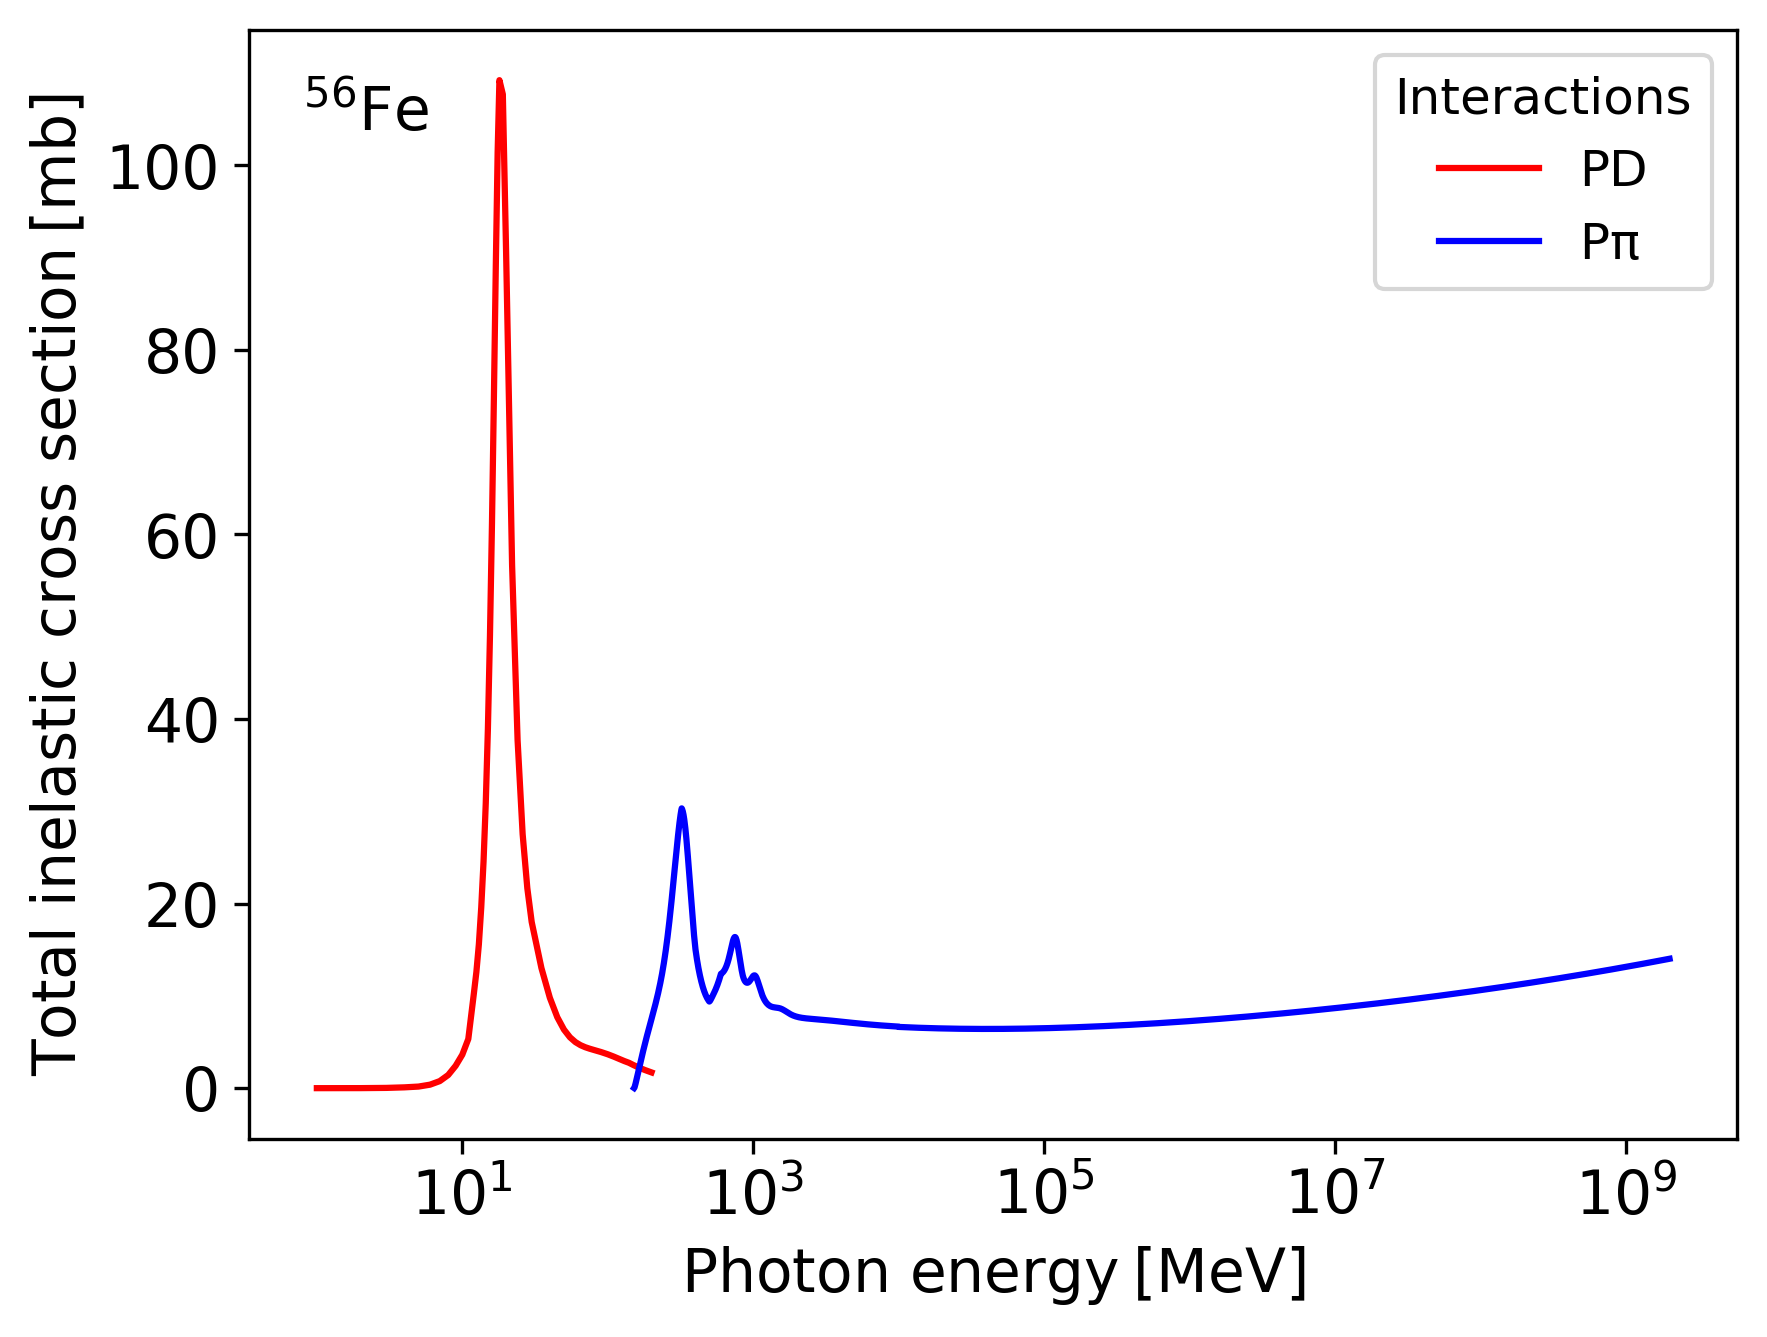 ⁵⁶Fe
Interactions
PD
Pπ
Total inelastic cross section [mb]
100
80
60
40
20
0
10¹ 10³ 10⁵ 10⁷ 10⁹
Photon energy [MeV]